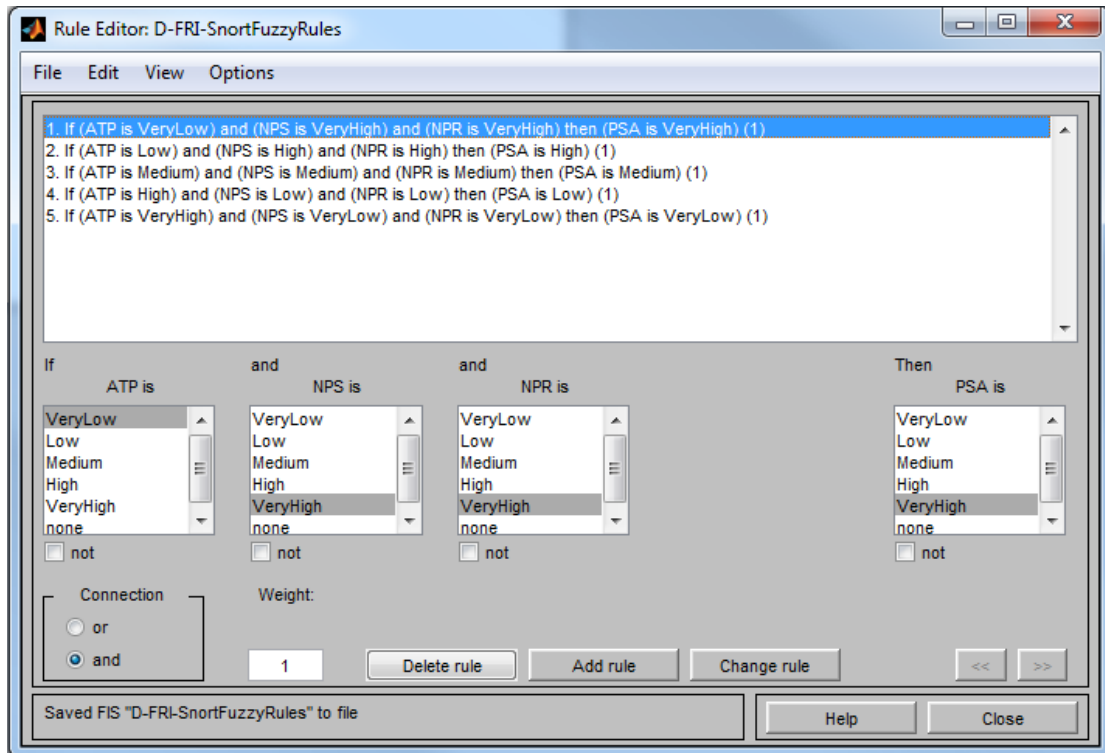 Rule Editor: D-FRI-SnortFuzzyRules
File Edit View Options
1. If (ATP is VeryLow) and (NPS is VeryHigh) and (NPR is VeryHigh) then (PSA is VeryHigh) (1)
2. If (ATP is Low) and (NPS is High) and (NPR is High) then (PSA is High) (1)
3. If (ATP is Medium) and (NPS is Medium) and (NPR is Medium) then (PSA is Medium) (1)
4. If (ATP is High) and (NPS is Low) and (NPR is Low) then (PSA is Low) (1)
5. If (ATP is VeryHigh) and (NPS is VeryLow) and (NPR is VeryLow) then (PSA is VeryLow) (1)
If and and Then
ATP is NPS is NPR is PSA is
VeryLow VeryLow VeryLow VeryLow
Low Low Low Low
Medium Medium Medium Medium
High High High High
VeryHigh VeryHigh VeryHigh VeryHigh
none none none none
not not not not
Connection Weight:
or
and 1 Delete rule Add rule Change rule << >>
Saved FIS "D-FRI-SnortFuzzyRules" to file Help Close